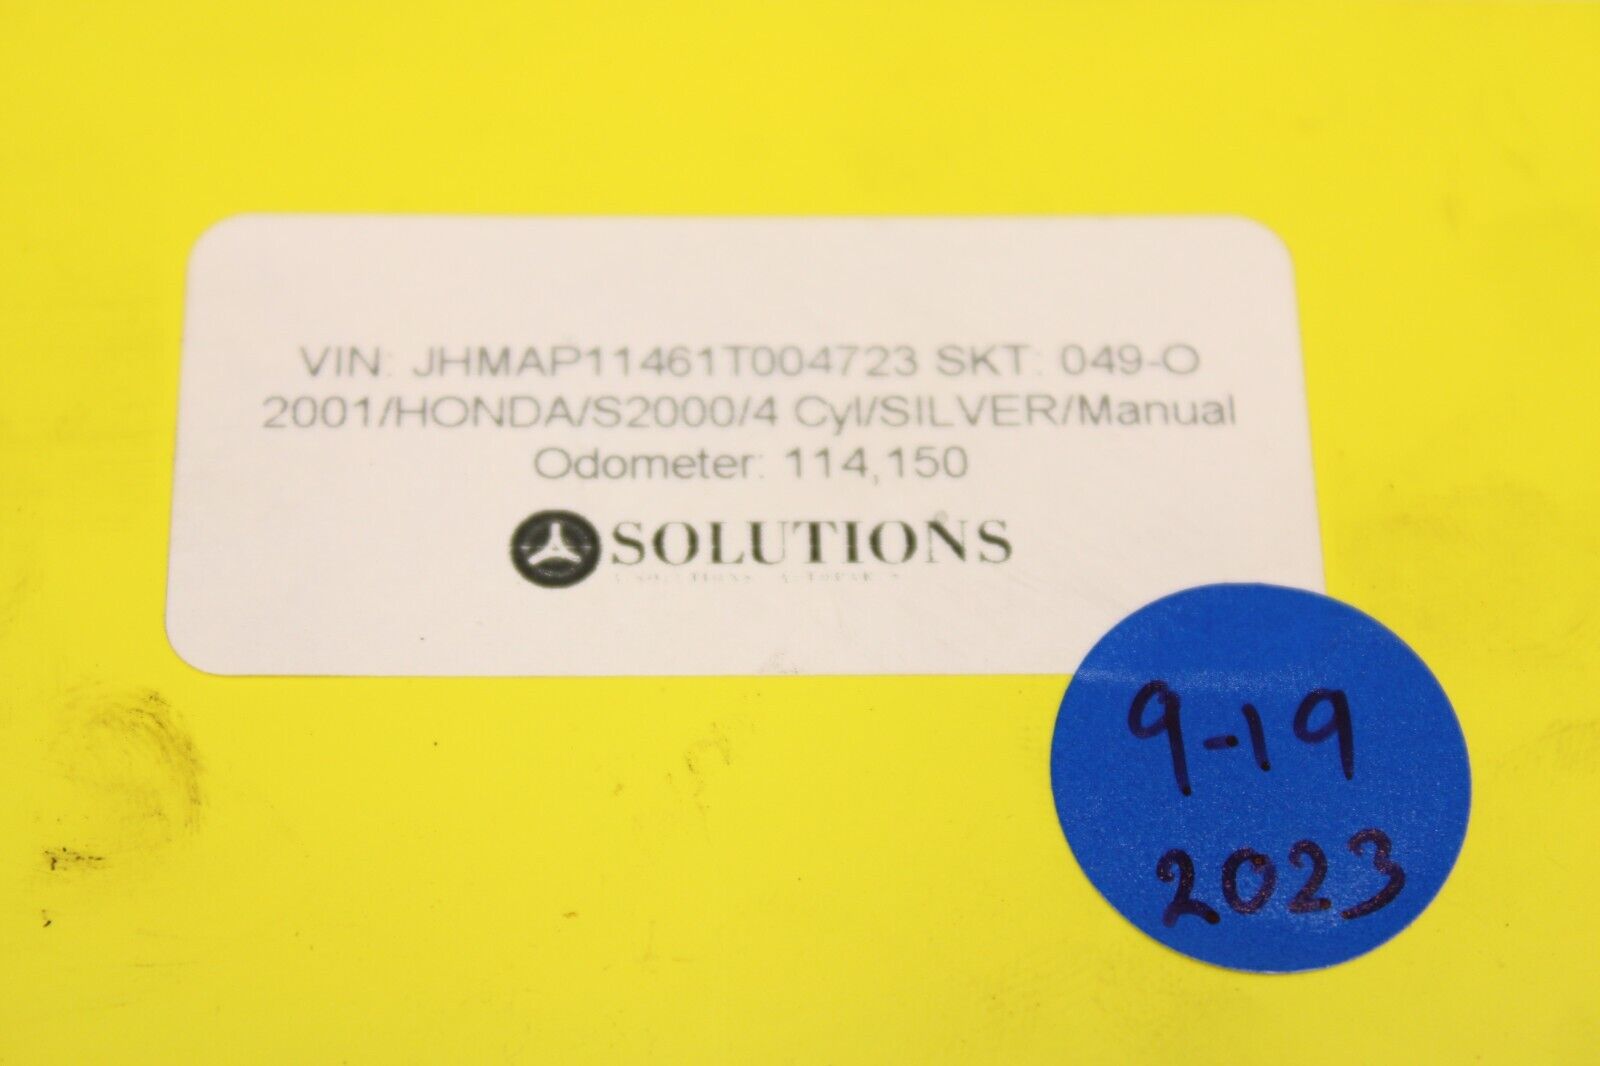 VIN: JHMAP11461T004723 SKT: 049-O
2001/HONDA/S2000/4 Cyl/SILVER/Manual
Odometer: 114,150
SOLUTIONS
9-19
2023